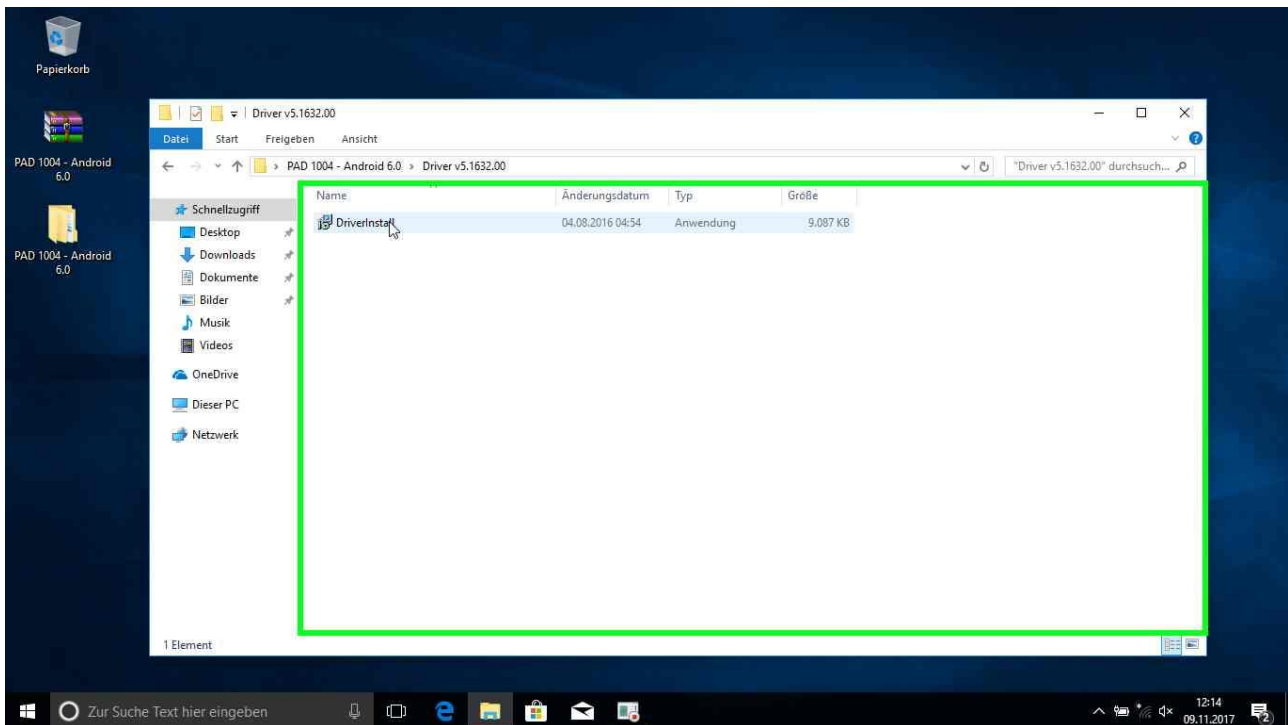 Papierkorb
PAD 1004 - Android
6.0
PAD 1004 - Android
6.0
Driver v5.1632.00
Datei Start Freigeben Ansicht
PAD 1004 - Android 6.0 > Driver v5.1632.00
"Driver v5.1632.00" durchsuch...
Schnellzugriff
Desktop
Downloads
Dokumente
Bilder
Musik
Videos
OneDrive
Dieser PC
Netzwerk
Name Änderungsdatum Typ Größe
DriverInstall 04.08.2016 04:54 Anwendung 9.087 KB
1 Element
Zur Suche Text hier eingeben
12:14
09.11.2017
2